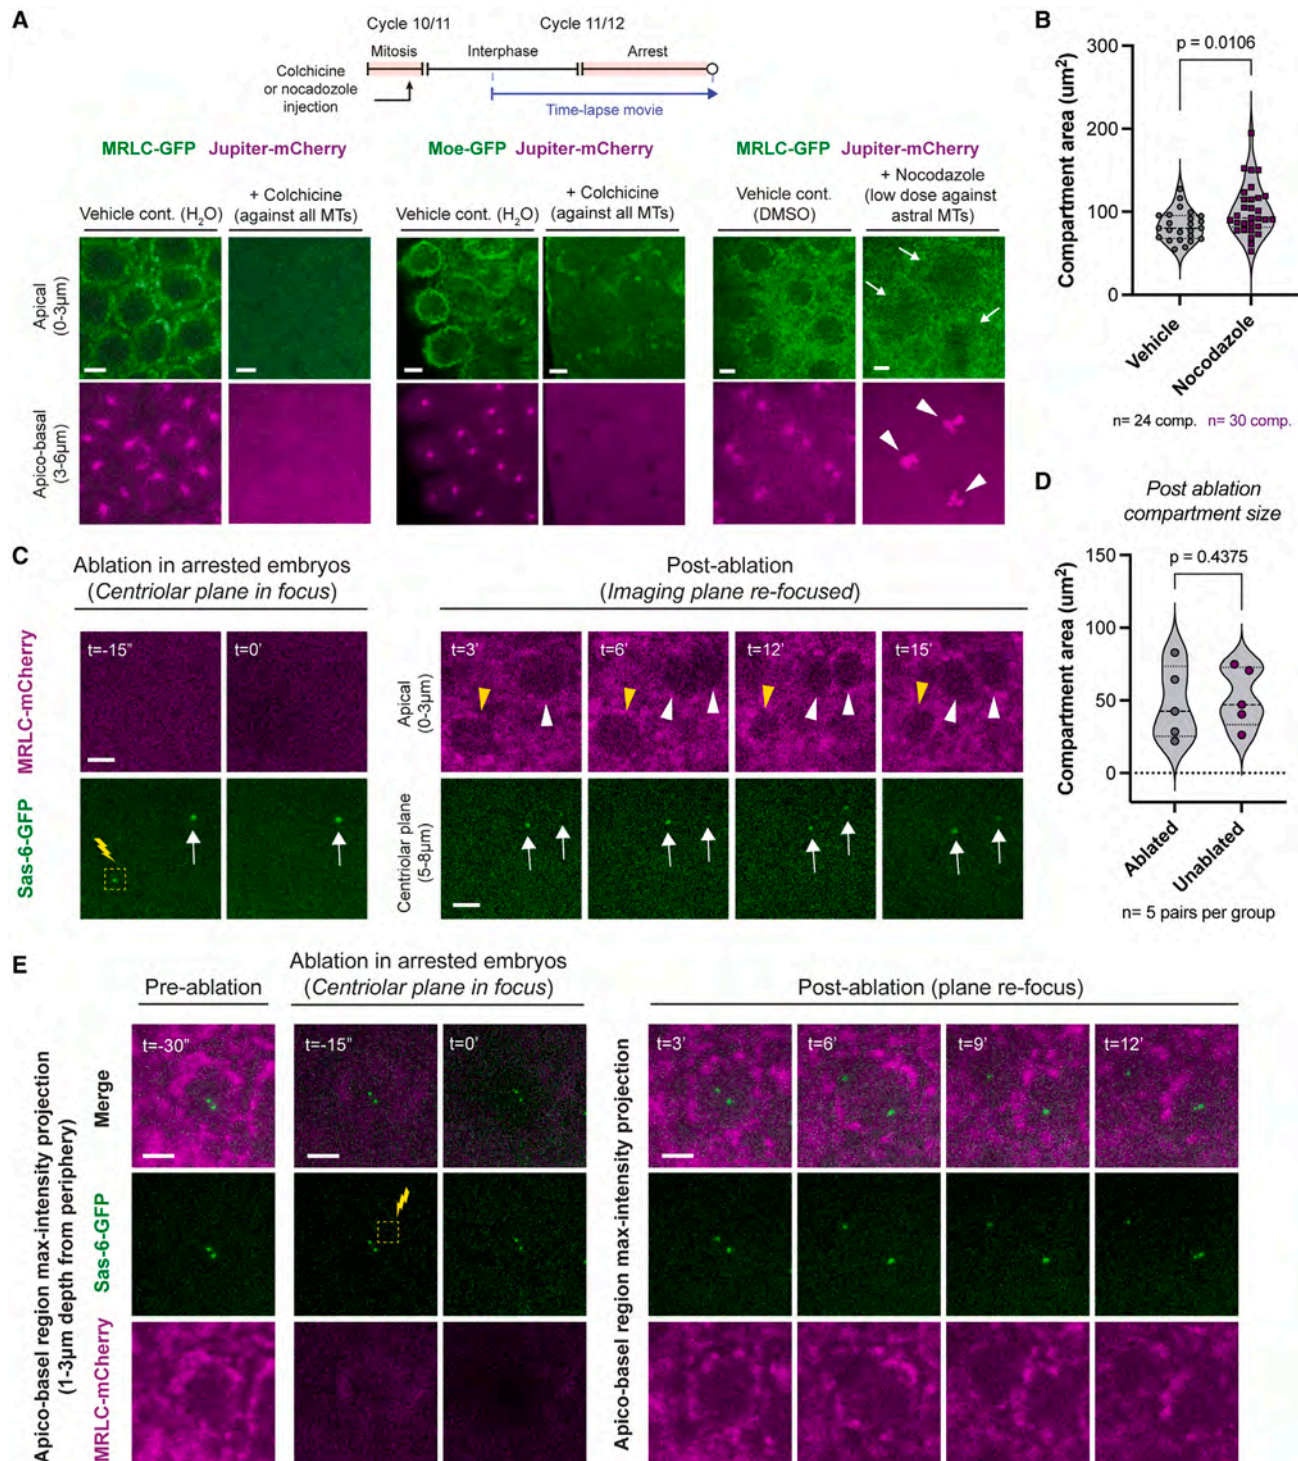 A
Cycle 10/11
Cycle 11/12
Mitosis
Interphase
Arrest
Colchicine
or nocadozole
injection
Time-lapse movie
MRLC-GFP Jupiter-mCherry
Moe-GFP Jupiter-mCherry
MRLC-GFP Jupiter-mCherry
Vehicle cont. (H₂O)
+ Colchicine
(against all MTs)
Vehicle cont. (H₂O)
+ Colchicine
(against all MTs)
Vehicle cont.
(DMSO)
+ Nocodazole
(low dose against
astral MTs)
Apical
(0-3μm)
Apico-basal
(3-6μm)
B
p = 0.0106
Compartment area (um²)
300
200
100
0
Vehicle
Nocodazole
n= 24 comp. n= 30 comp.
C
Ablation in arrested embryos
(Centriolar plane in focus)
Post-ablation
(Imaging plane re-focused)
MRLC-mCherry
Sas-6-GFP
t=-15"
t=0'
Apical
(0-3μm)
Centriolar plane
(5-8μm)
t=3'
t=6'
t=12'
t=15'
D
Post ablation
compartment size
p = 0.4375
Compartment area (um²)
150
100
50
0
Ablated
Unablated
n= 5 pairs per group
E
Pre-ablation
Ablation in arrested embryos
(Centriolar plane in focus)
Post-ablation (plane re-focus)
Apico-basel region max-intensity projection
(1-3μm depth from periphery)
Merge
Sas-6-GFP
MRLC-mCherry
t=-30"
t=-15"
t=0'
Apico-basel region max-intensity projection
t=3'
t=6'
t=9'
t=12'